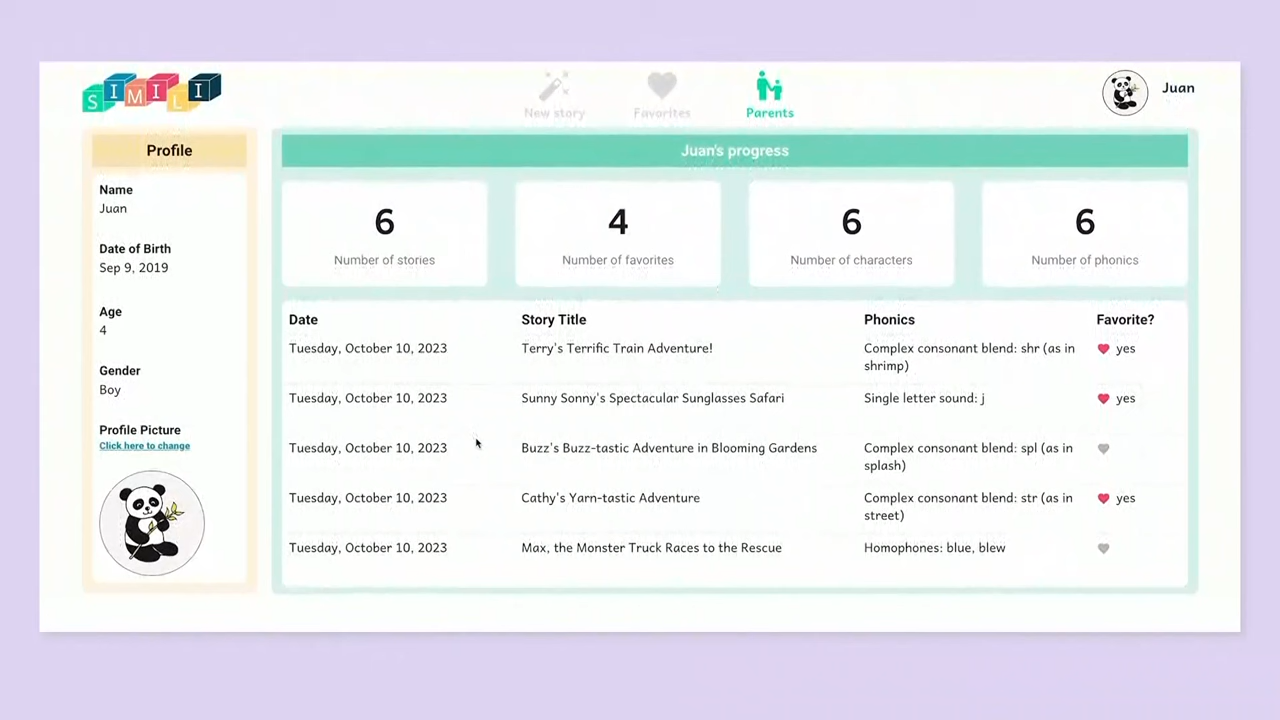 SIMILI
New story
Favorites
Parents
Juan
Profile
Name
Juan
Date of Birth
Sep 9, 2019
Age
4
Gender
Boy
Profile Picture
Click here to change
Juan's progress
6
Number of stories
4
Number of favorites
6
Number of characters
6
Number of phonics
Date Story Title Phonics Favorite?
Tuesday, October 10, 2023 Terry's Terrific Train Adventure! Complex consonant blend: shr (as in yes
shrimp)
Tuesday, October 10, 2023 Sunny Sonny's Spectacular Sunglasses Safari Single letter sound: j yes
Tuesday, October 10, 2023 Buzz's Buzz-tastic Adventure in Blooming Gardens Complex consonant blend: spl (as in
splash)
Tuesday, October 10, 2023 Cathy's Yarn-tastic Adventure Complex consonant blend: str (as in yes
street)
Tuesday, October 10, 2023 Max, the Monster Truck Races to the Rescue Homophones: blue, blew